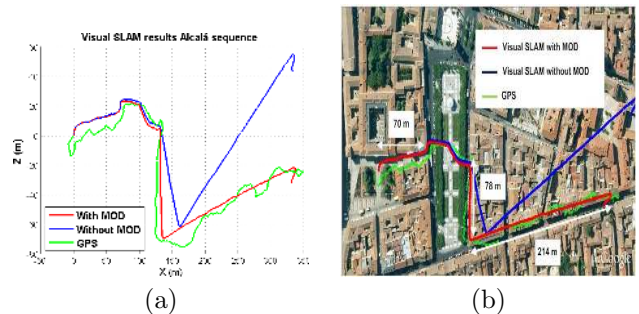 Visual SLAM results Alcalá sequence
Z (m)
With MOD
Without MOD
GPS
X (m)
(a)
Visual SLAM with MOD
Visual SLAM without MOD
GPS
70 m
78 m
214 m
(b)